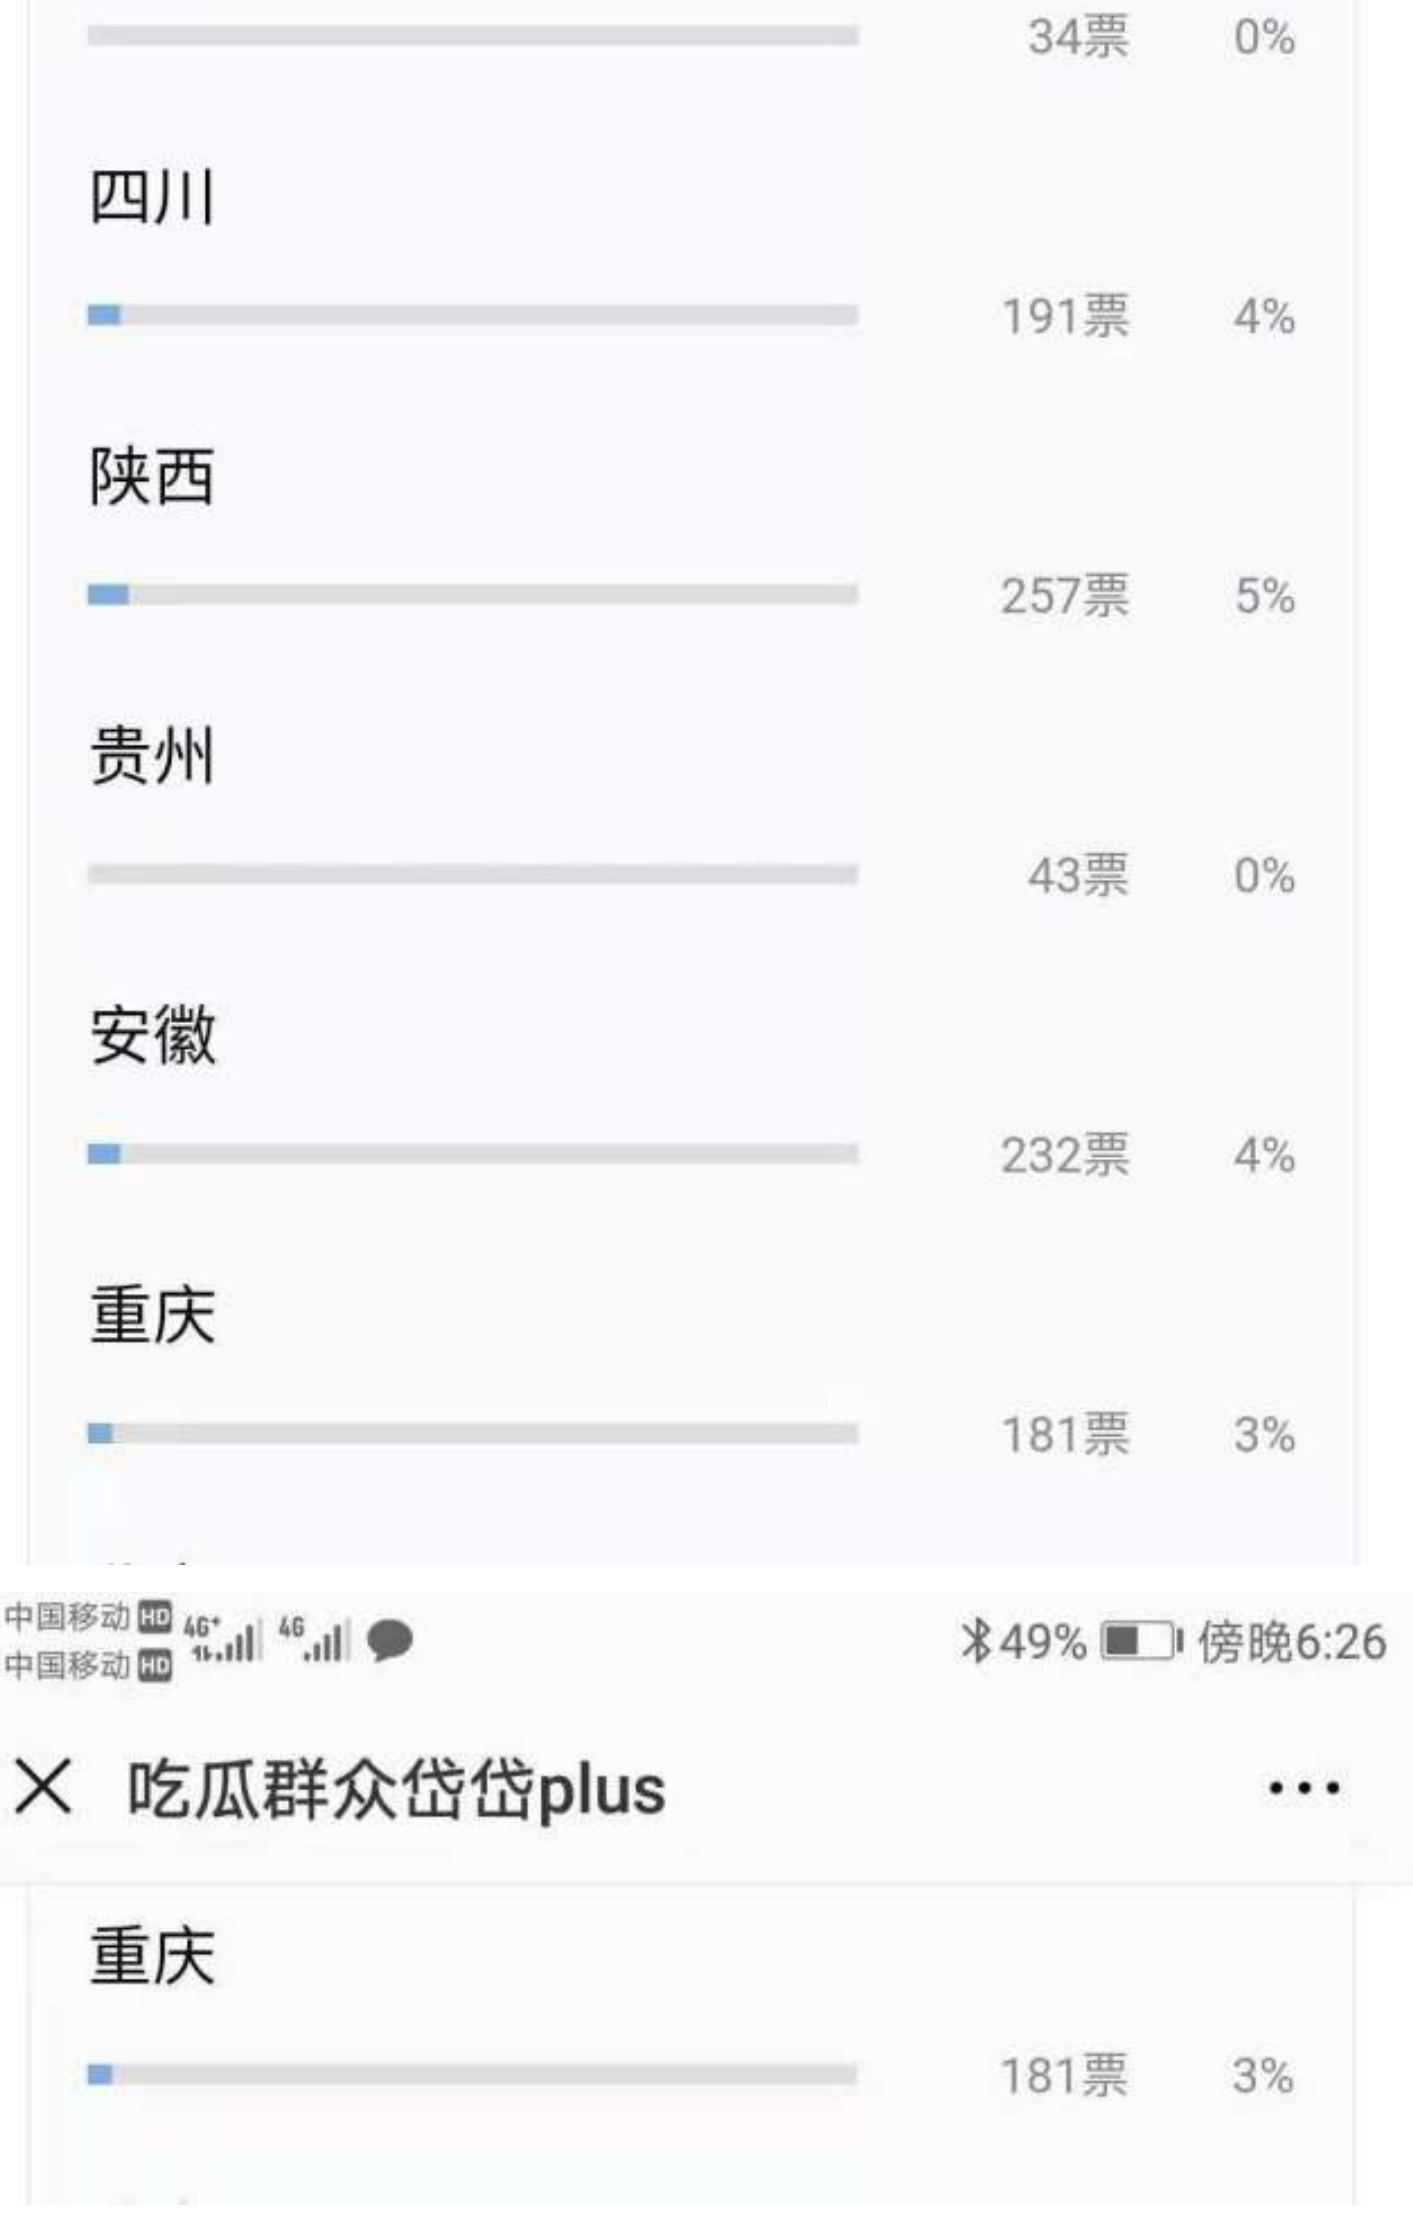 34票 0%
四川
191票 4%
陕西
257票 5%
贵州
43票 0%
安徽
232票 4%
重庆
181票 3%
中国移动 HD 4G+ 4G
中国移动 HD
49% 傍晚6:26
吃瓜群众岱岱plus
重庆
181票 3%